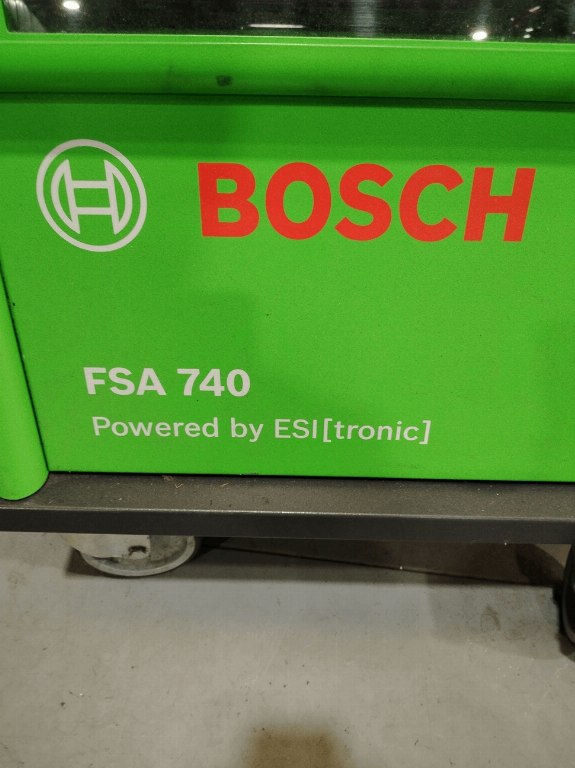 BOSCH
FSA 740
Powered by ESI[tronic]